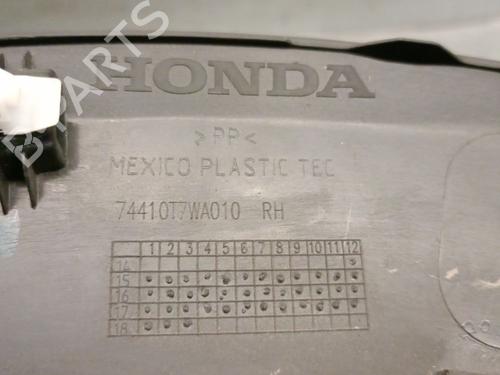 HONDA
>PP<
MEXICO PLASTIC TEC
74410T7WA010 RH
1 2 3 4 5 6 7 8 9 10 11 12
14
15
16
17
18
B PARTS